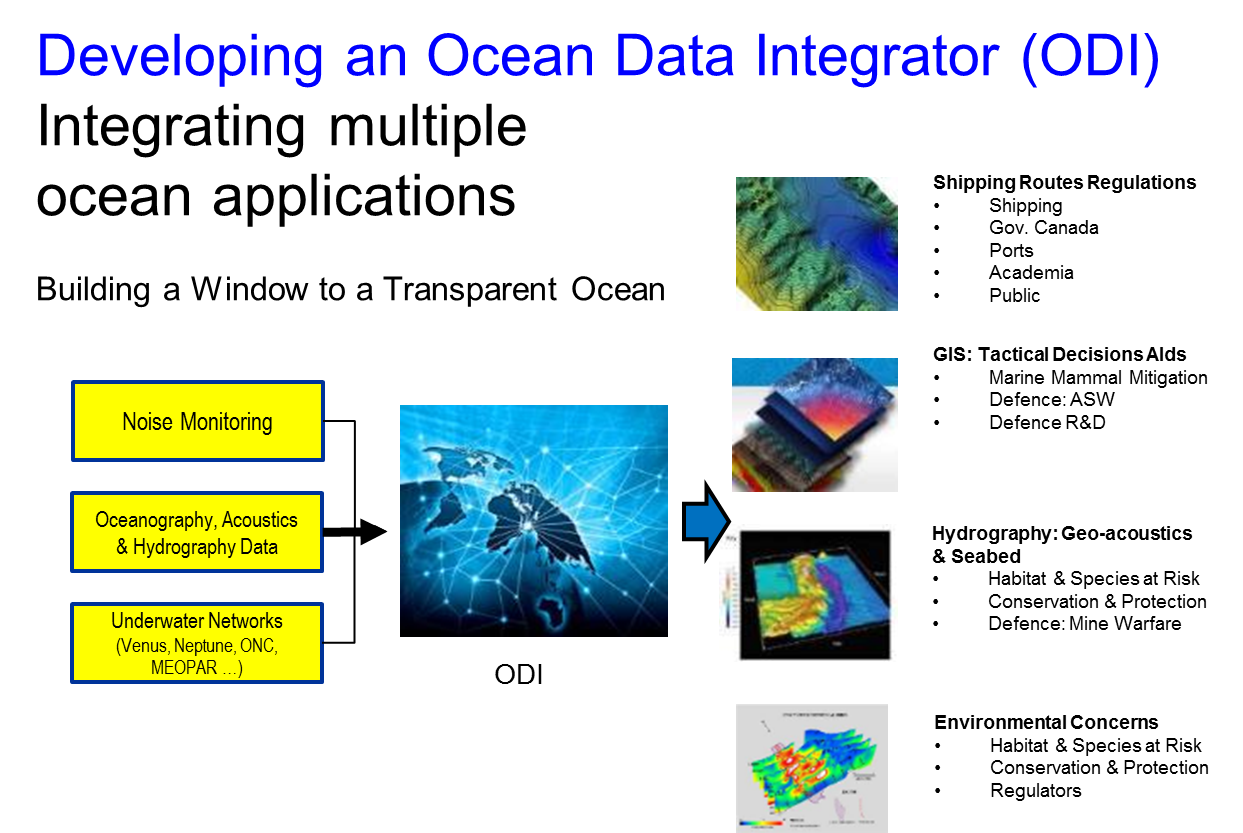 Developing an Ocean Data Integrator (ODI)
Integrating multiple
ocean applications
Building a Window to a Transparent Ocean
Noise Monitoring
Oceanography, Acoustics
& Hydrography Data
Underwater Networks
(Venus, Neptune, ONC,
MEOPAR …)
ODI
Shipping Routes Regulations
• Shipping
• Gov. Canada
• Ports
• Academia
• Public
GIS: Tactical Decisions AIds
• Marine Mammal Mitigation
• Defence: ASW
• Defence R&D
Hydrography: Geo-acoustics
& Seabed
• Habitat & Species at Risk
• Conservation & Protection
• Defence: Mine Warfare
Environmental Concerns
• Habitat & Species at Risk
• Conservation & Protection
• Regulators